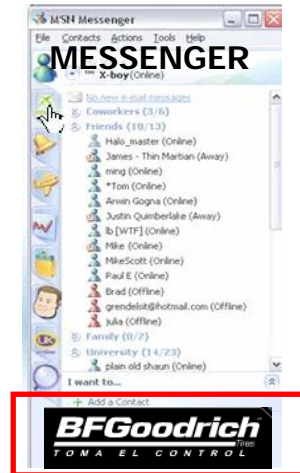 MSN Messenger
File Contacts Actions Tools Help
MESSENGER
X-boy(Online)
No new e-mail messages
Coworkers (3/6)
Friends (10/13)
Halo_master (Online)
James - Thin Martian (Away)
ming (Online)
*Tom (Online)
Arwin Gogna (Online)
Justin Quimberlake (Away)
lb [WTF] (Online)
Mike (Online)
MikeScott (Online)
Paul E (Online)
Brad (Offline)
grendelsit@hotmail.com (Offline)
julia (Offline)
Family (0/2)
University (14/23)
plain old shaun (Online)
I want to...
+ Add a Contact
BFGoodrich
Tires
TOMA EL CONTROL